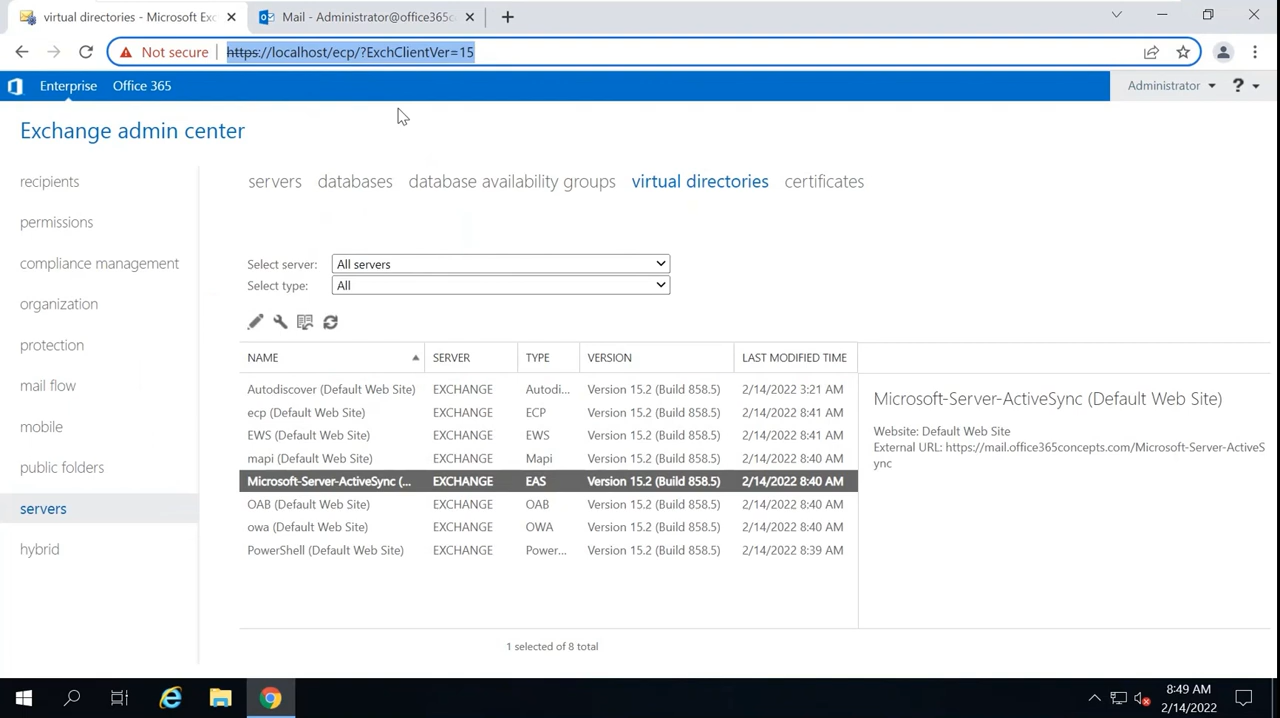 virtual directories - Microsoft Exc
Mail - Administrator@office365c
Not secure
https://localhost/ecp/?ExchClientVer=15
Enterprise Office 365
Administrator ?
Exchange admin center
recipients
permissions
compliance management
organization
protection
mail flow
mobile
public folders
servers
hybrid
servers databases database availability groups virtual directories certificates
Select server: All servers
Select type: All
NAME SERVER TYPE VERSION LAST MODIFIED TIME
Autodiscover (Default Web Site) EXCHANGE Autodi... Version 15.2 (Build 858.5) 2/14/2022 3:21 AM
ecp (Default Web Site) EXCHANGE ECP Version 15.2 (Build 858.5) 2/14/2022 8:41 AM
EWS (Default Web Site) EXCHANGE EWS Version 15.2 (Build 858.5) 2/14/2022 8:41 AM
mapi (Default Web Site) EXCHANGE Mapi Version 15.2 (Build 858.5) 2/14/2022 8:40 AM
Microsoft-Server-ActiveSync (... EXCHANGE EAS Version 15.2 (Build 858.5) 2/14/2022 8:40 AM
OAB (Default Web Site) EXCHANGE OAB Version 15.2 (Build 858.5) 2/14/2022 8:40 AM
owa (Default Web Site) EXCHANGE OWA Version 15.2 (Build 858.5) 2/14/2022 8:40 AM
PowerShell (Default Web Site) EXCHANGE Power... Version 15.2 (Build 858.5) 2/14/2022 8:39 AM
1 selected of 8 total
Microsoft-Server-ActiveSync (Default Web Site)
Website: Default Web Site
External URL: https://mail.office365concepts.com/Microsoft-Server-ActiveS
ync
8:49 AM
2/14/2022